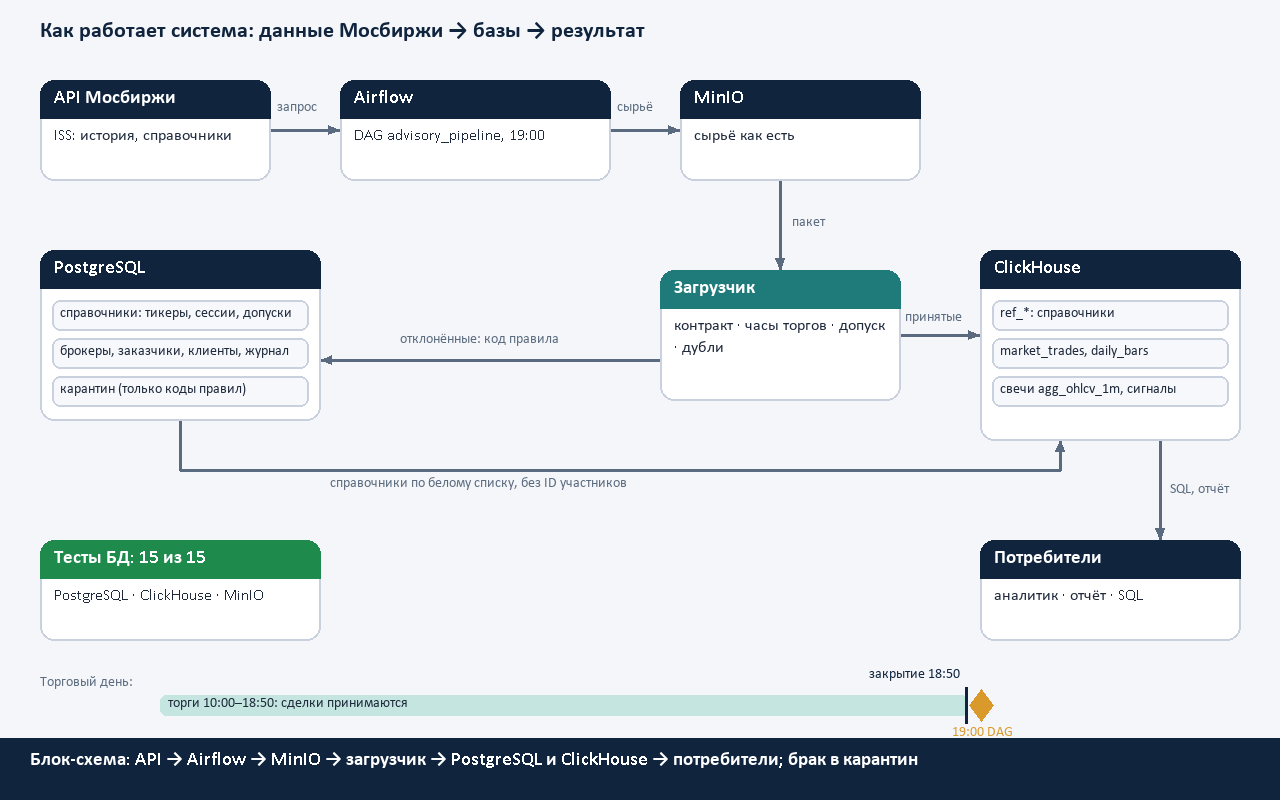 Как работает система: данные Мосбиржи → базы → результат
API Мосбиржи
ISS: история, справочники
запрос
Airflow
DAG advisory_pipeline, 19:00
сырьё
MinIO
сырьё как есть
пакет
PostgreSQL
справочники: тикеры, сессии, допуски
брокеры, заказчики, клиенты, журнал
карантин (только коды правил)
отклонённые: код правила
Загрузчик
контракт · часы торгов · допуск
· дубли
принятые
ClickHouse
ref_*: справочники
market_trades, daily_bars
свечи agg_ohlcv_1m, сигналы
справочники по белому списку, без ID участников
SQL, отчёт
Тесты БД: 15 из 15
PostgreSQL · ClickHouse · MinIO
Потребители
аналитик · отчёт · SQL
Торговый день:
закрытие 18:50
торги 10:00–18:50: сделки принимаются
19:00 DAG
Блок-схема: API → Airflow → MinIO → загрузчик → PostgreSQL и ClickHouse → потребители; брак в карантин